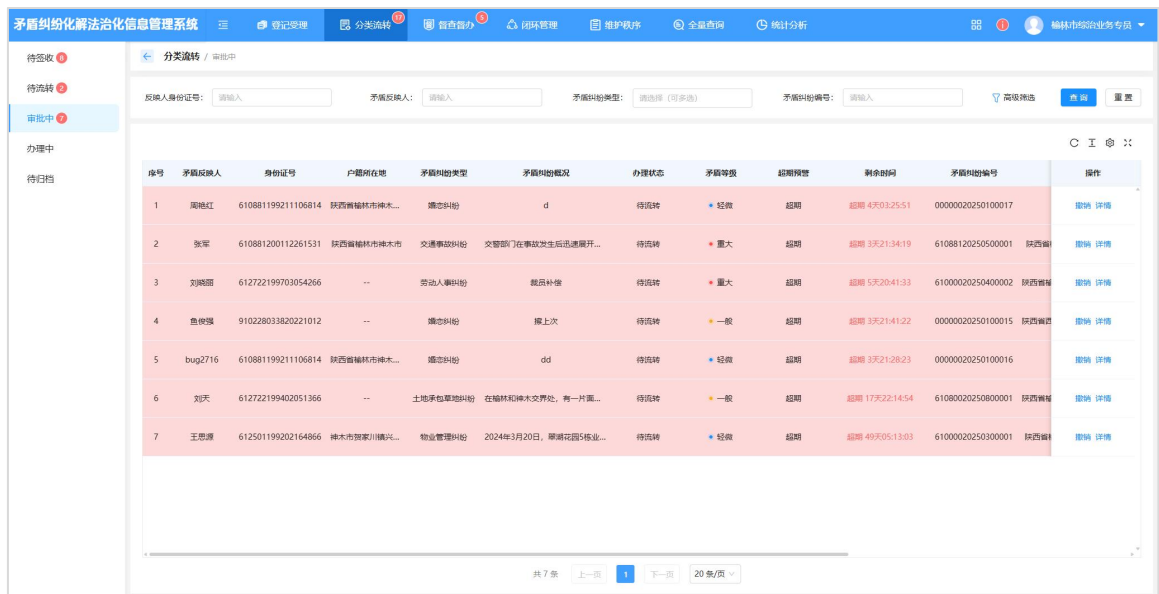 矛盾纠纷化解法治化信息管理系统 登记受理 分类流转 17 督查督办 5 闭环管理 维护秩序 全量查询 统计分析 榆林市综治业务专员
待签收 8
待流转 2
审批中 7
办理中
待归档
← 分类流转 / 审批中
反映人身份证号： 请输入 矛盾反映人： 请输入 矛盾纠纷类型： 请选择（可多选） 矛盾纠纷编号： 请输入 高级筛选 查 询 重 置
序号 矛盾反映人 身份证号 户籍所在地 矛盾纠纷类型 矛盾纠纷概况 办理状态 矛盾等级 超期预警 剩余时间 矛盾纠纷编号 操作
1 周艳红 610881199211106814 陕西省榆林市神木... 婚恋纠纷 d 待流转 轻微 超期 超期 4天03:25:51 00000020250100017 撤销 详情
2 张军 610881200112261531 陕西省榆林市神木市 交通事故纠纷 交警部门在事故发生后迅速展开... 待流转 重大 超期 超期 3天21:34:19 61088120250500001 陕西省 撤销 详情
3 刘晓丽 612722199703054266 -- 劳动人事纠纷 裁员补偿 待流转 重大 超期 超期 5天20:41:33 61000020250400002 陕西省榆 撤销 详情
4 鱼俊强 910228033820221012 -- 婚恋纠纷 擦上次 待流转 一般 超期 超期 3天21:41:22 00000020250100015 陕西省西 撤销 详情
5 bug2716 610881199211106814 陕西省榆林市神木... 婚恋纠纷 dd 待流转 轻微 超期 超期 3天21:28:23 00000020250100016 撤销 详情
6 刘天 612722199402051366 -- 土地承包草地纠纷 在榆林和神木交界处，有一片面... 待流转 一般 超期 超期 17天22:14:54 61080020250800001 陕西省榆 撤销 详情
7 王思源 612501199202164866 神木市贺家川镇兴... 物业管理纠纷 2024年3月20日，翠湖花园5栋业... 待流转 轻微 超期 超期 49天05:13:03 61000020250300001 陕西省 撤销 详情
共 7 条 上一页 1 下一页 20 条/页